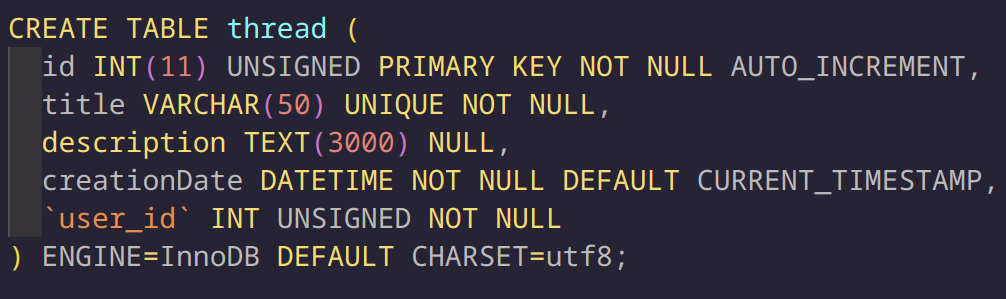 CREATE TABLE thread (
id INT(11) UNSIGNED PRIMARY KEY NOT NULL AUTO_INCREMENT,
title VARCHAR(50) UNIQUE NOT NULL,
description TEXT(3000) NULL,
creationDate DATETIME NOT NULL DEFAULT CURRENT_TIMESTAMP,
`user_id` INT UNSIGNED NOT NULL
) ENGINE=InnoDB DEFAULT CHARSET=utf8;